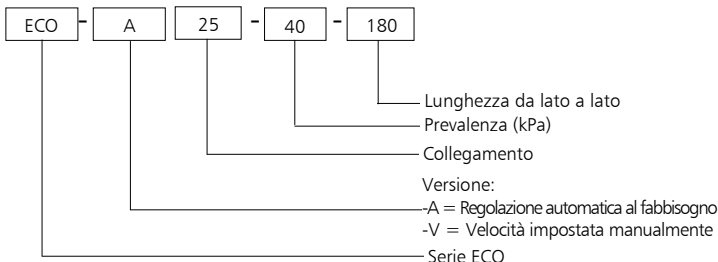 ECO - A 25 - 40 - 180
Lunghezza da lato a lato
Prevalenza (kPa)
Collegamento
Versione:
-A = Regolazione automatica al fabbisogno
-V = Velocità impostata manualmente
Serie ECO